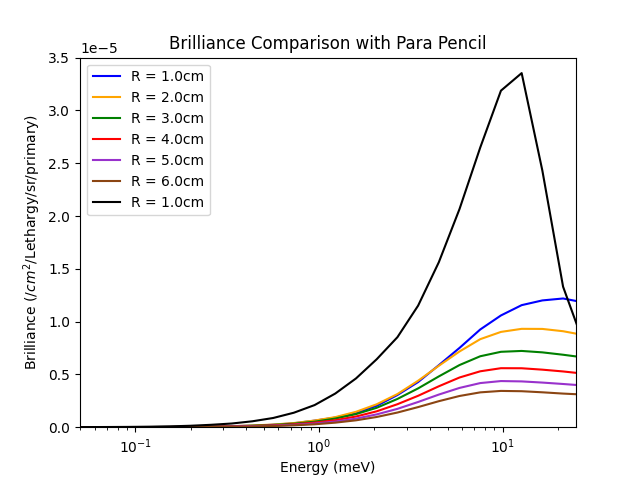 Brilliance Comparison with Para Pencil
1e−5
3.5
3.0
2.5
2.0
1.5
1.0
0.5
0.0
Brilliance (/cm²/Lethargy/sr/primary)
R = 1.0cm
R = 2.0cm
R = 3.0cm
R = 4.0cm
R = 5.0cm
R = 6.0cm
R = 1.0cm
10⁻¹ 10⁰ 10¹
Energy (meV)